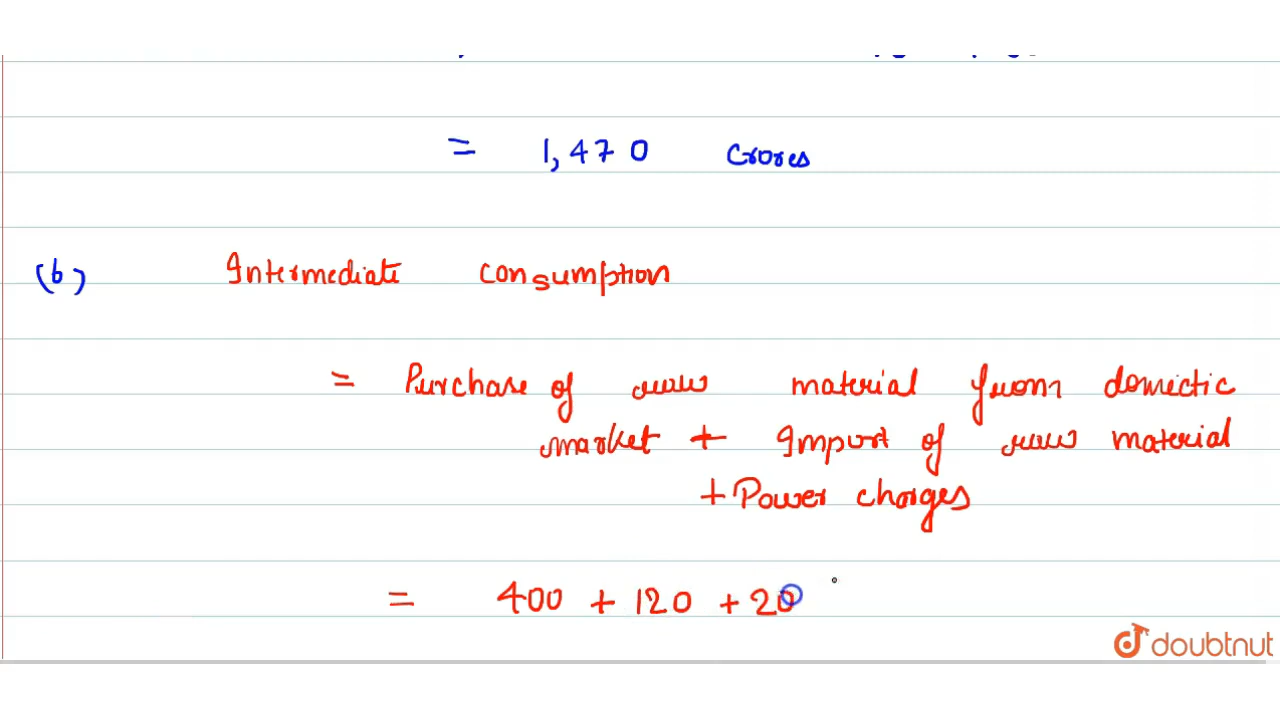 = 1,470 Crores
(b) Intermediate consumption
= Purchase of raw material from domectic
market + Import of raw material
+ Power charges
= 400 + 120 + 20
doubtnut